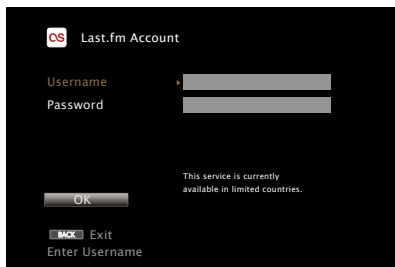 Last.fm Account
Username
Password
This service is currently
available in limited countries.
OK
BACK Exit
Enter Username